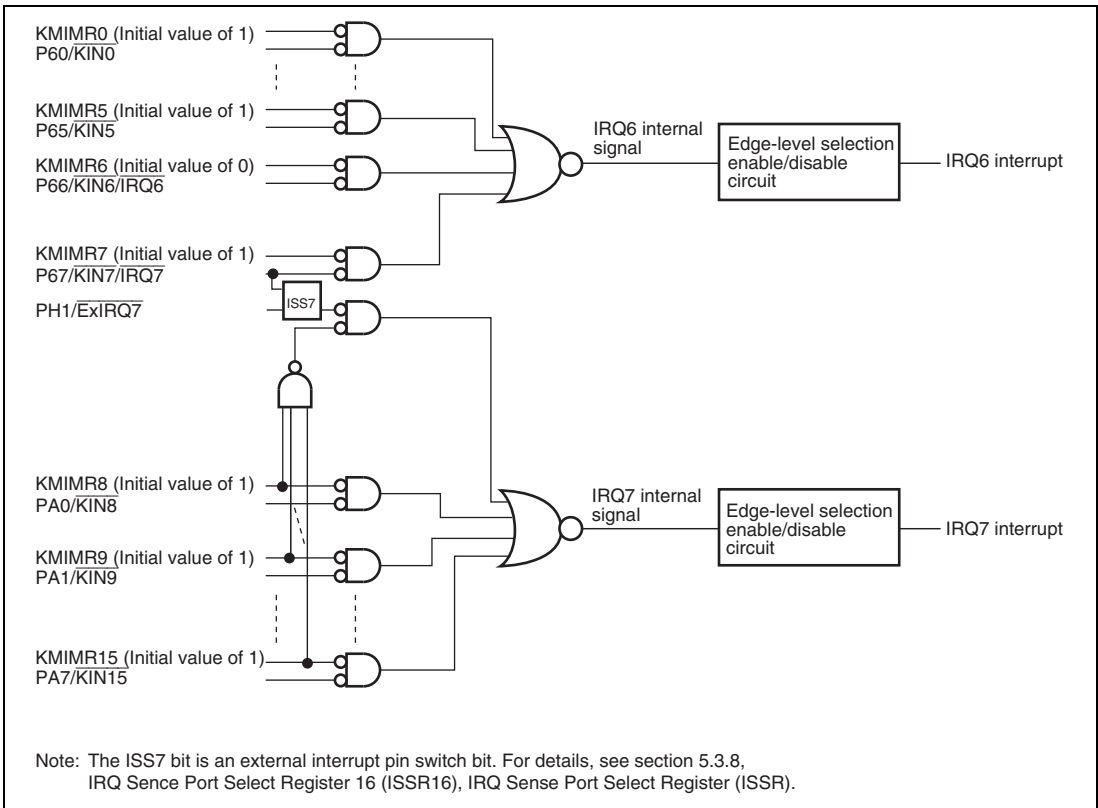 KMIMR0 (Initial value of 1)
P60/KIN0
KMIMR5 (Initial value of 1)
P65/KIN5
KMIMR6 (Initial value of 0)
P66/KIN6/IRQ6
IRQ6 internal
signal
Edge-level selection
enable/disable
circuit
IRQ6 interrupt
KMIMR7 (Initial value of 1)
P67/KIN7/IRQ7
PH1/ExIRQ7
ISS7
KMIMR8 (Initial value of 1)
PA0/KIN8
KMIMR9 (Initial value of 1)
PA1/KIN9
IRQ7 internal
signal
Edge-level selection
enable/disable
circuit
IRQ7 interrupt
KMIMR15 (Initial value of 1)
PA7/KIN15
Note: The ISS7 bit is an external interrupt pin switch bit. For details, see section 5.3.8,
IRQ Sence Port Select Register 16 (ISSR16), IRQ Sense Port Select Register (ISSR).